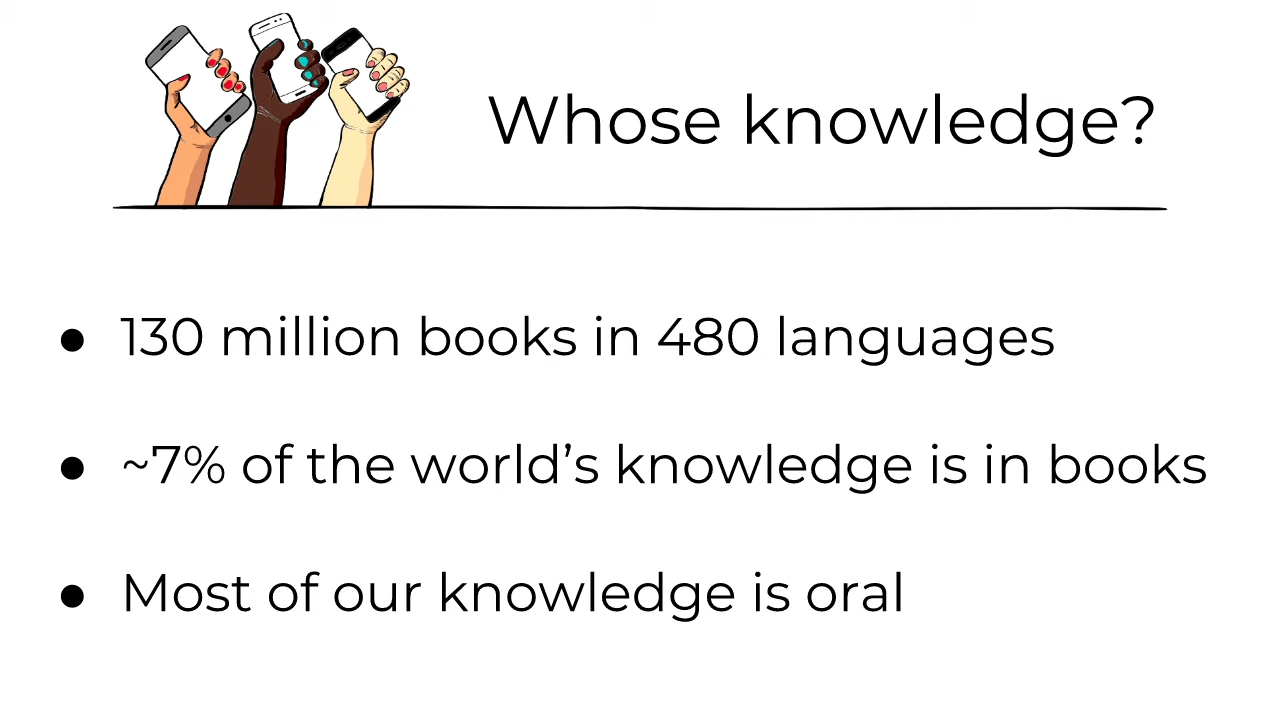 Whose knowledge?
● 130 million books in 480 languages
● ~7% of the world’s knowledge is in books
● Most of our knowledge is oral